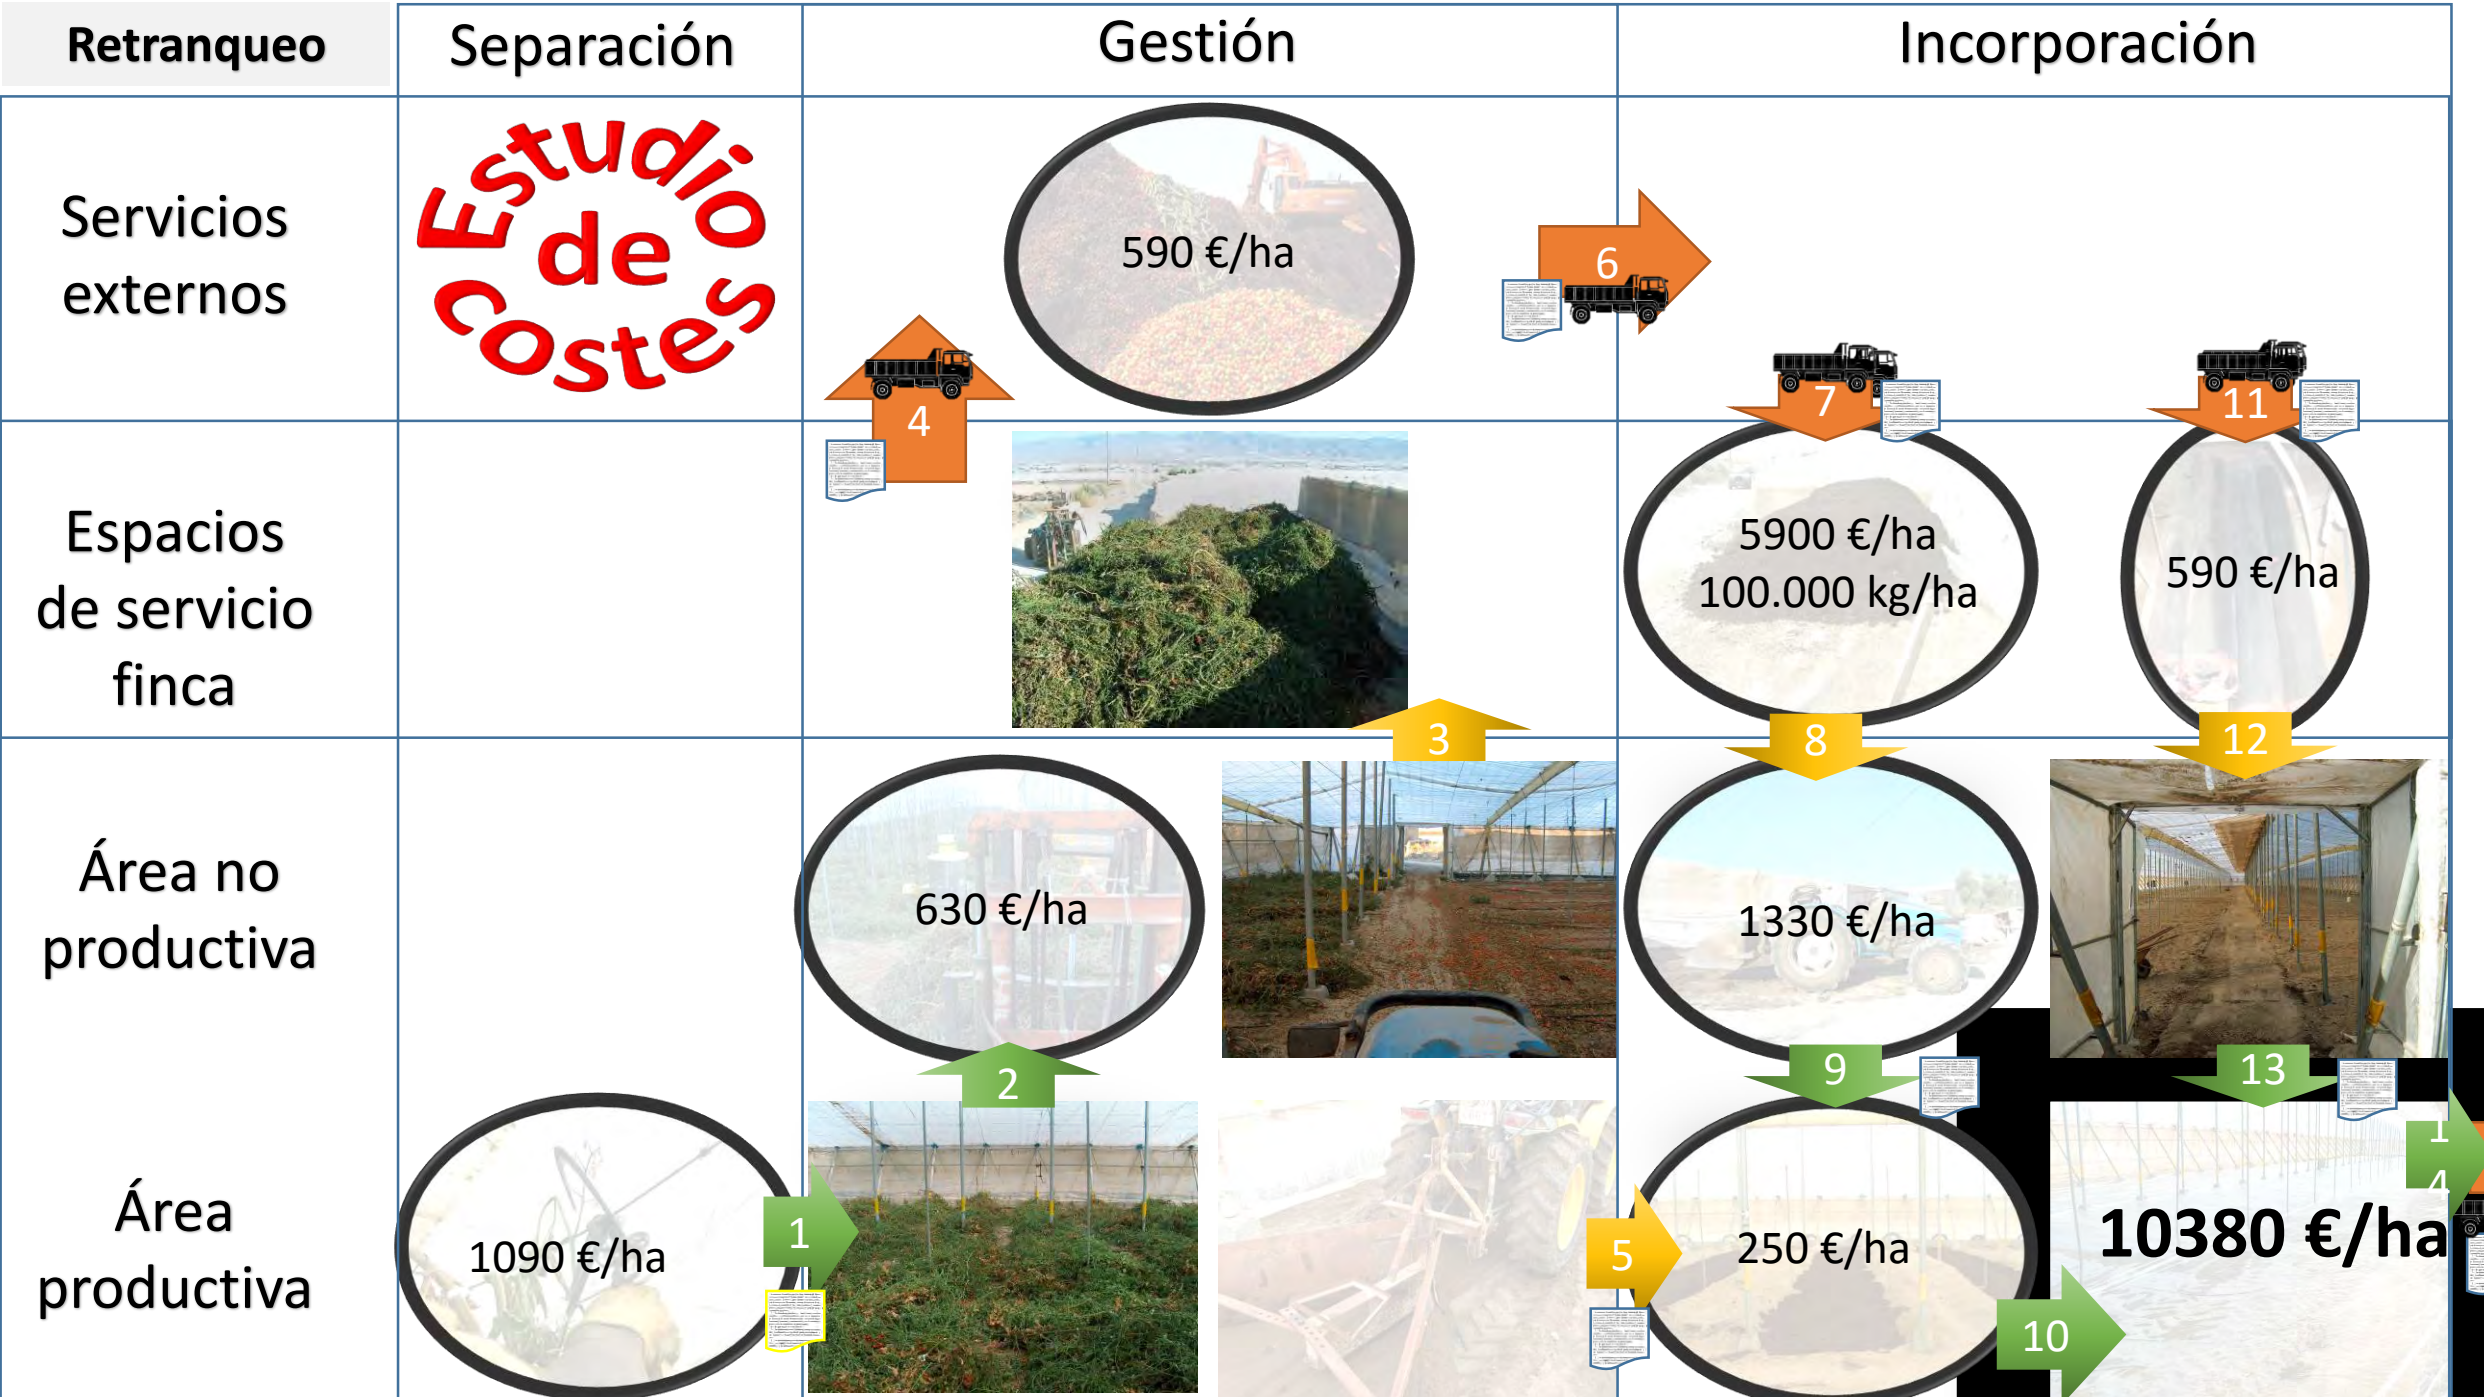 Retranqueo
Separación
Gestión
Incorporación
Servicios
externos
Estudio
de
costes
590 €/ha
4
6
7
11
Espacios
de servicio
finca
5900 €/ha
100.000 kg/ha
590 €/ha
3
8
12
Área no
productiva
630 €/ha
1330 €/ha
2
9
13
Área
productiva
1090 €/ha
1
5
250 €/ha
10
10380 €/ha
1
4